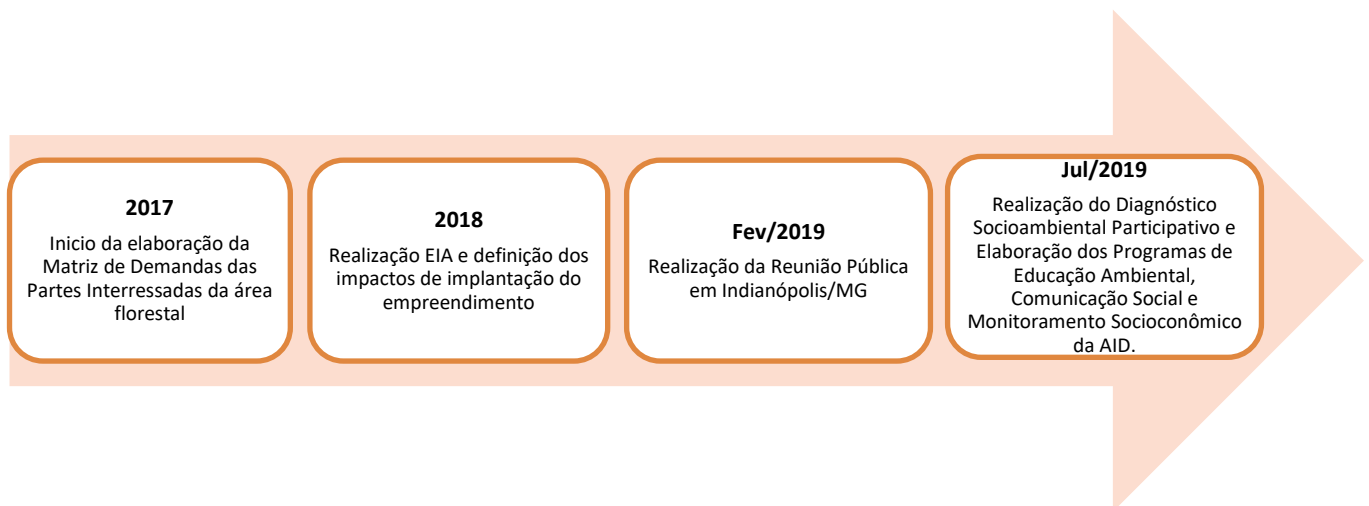 2017
Inicio da elaboração da
Matriz de Demandas das
Partes Interressadas da área
florestal
2018
Realização EIA e definição dos
impactos de implantação do
empreendimento
Fev/2019
Realização da Reunião Pública
em Indianópolis/MG
Jul/2019
Realização do Diagnóstico
Socioambiental Participativo e
Elaboração dos Programas de
Educação Ambiental,
Comunicação Social e
Monitoramento Socioconômico
da AID.